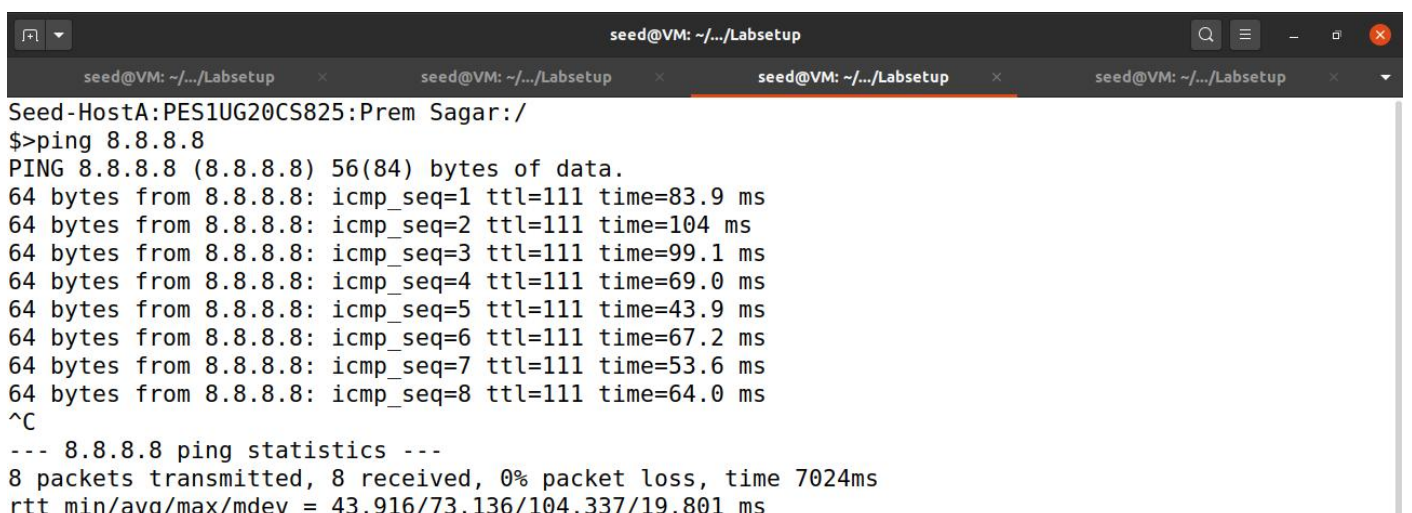 seed@VM: ~/.../Labsetup
seed@VM: ~/.../Labsetup seed@VM: ~/.../Labsetup seed@VM: ~/.../Labsetup seed@VM: ~/.../Labsetup
Seed-HostA:PES1UG20CS825:Prem Sagar:/
$>ping 8.8.8.8
PING 8.8.8.8 (8.8.8.8) 56(84) bytes of data.
64 bytes from 8.8.8.8: icmp_seq=1 ttl=111 time=83.9 ms
64 bytes from 8.8.8.8: icmp_seq=2 ttl=111 time=104 ms
64 bytes from 8.8.8.8: icmp_seq=3 ttl=111 time=99.1 ms
64 bytes from 8.8.8.8: icmp_seq=4 ttl=111 time=69.0 ms
64 bytes from 8.8.8.8: icmp_seq=5 ttl=111 time=43.9 ms
64 bytes from 8.8.8.8: icmp_seq=6 ttl=111 time=67.2 ms
64 bytes from 8.8.8.8: icmp_seq=7 ttl=111 time=53.6 ms
64 bytes from 8.8.8.8: icmp_seq=8 ttl=111 time=64.0 ms
^C
--- 8.8.8.8 ping statistics ---
8 packets transmitted, 8 received, 0% packet loss, time 7024ms
rtt min/avg/max/mdev = 43.916/73.136/104.337/19.801 ms